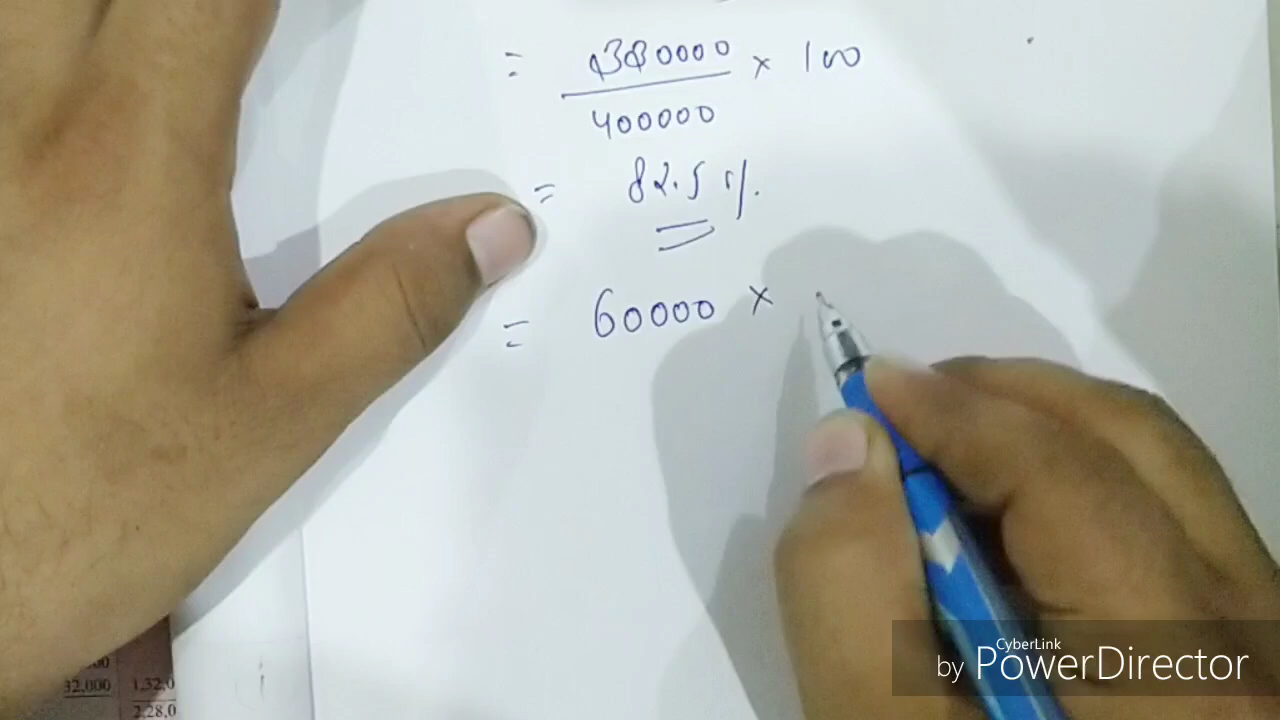 = 330000 × 100
400000
= 82.5 %
= 60000 ×
32,000 1,32,0
2,28,0
CyberLink
by PowerDirector